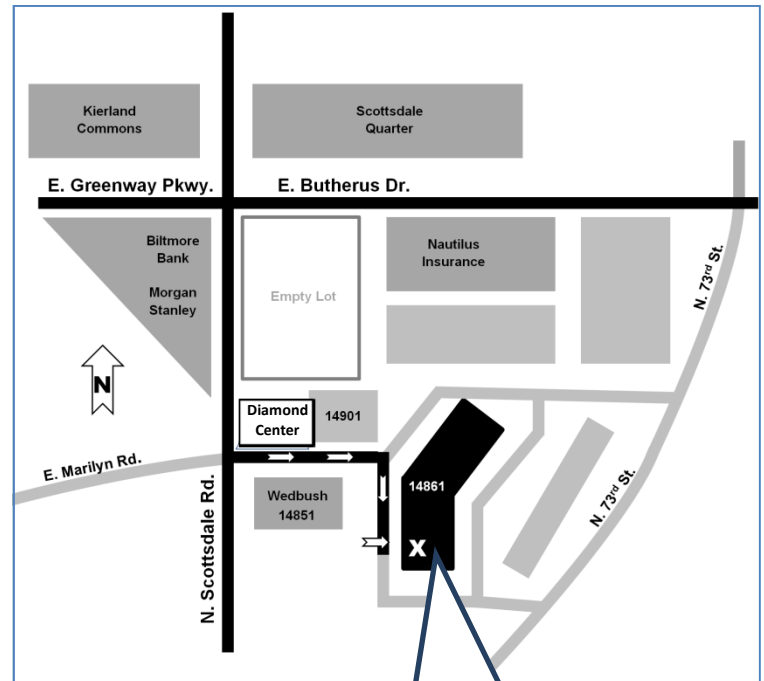 Kierland
Commons
Scottsdale
Quarter
E. Greenway Pkwy.
E. Butherus Dr.
Biltmore
Bank
Morgan
Stanley
Empty Lot
Nautilus
Insurance
N. 73rd St.
N
Diamond
Center
14901
E. Marilyn Rd.
Wedbush
14851
14861
X
N. Scottsdale Rd.
N. 73rd St.